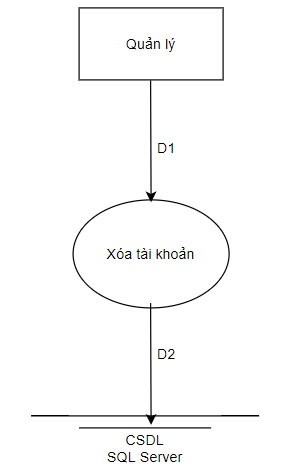 Quản lý
D1
Xóa tài khoản
D2
CSDL
SQL Server